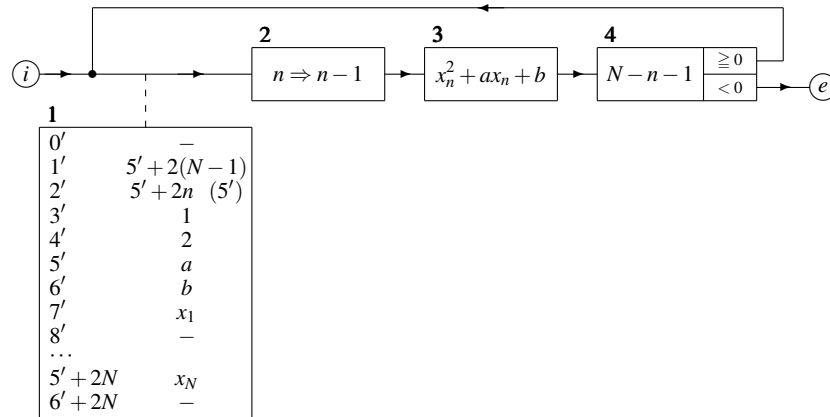 2 3 4
i n ⇒ n − 1 x_n^2 + ax_n + b N − n − 1 ≧ 0
< 0 e
1
0′ −
1′ 5′ + 2(N − 1)
2′ 5′ + 2n (5′)
3′ 1
4′ 2
5′ a
6′ b
7′ x_1
8′ −
⋯
5′ + 2N x_N
6′ + 2N −